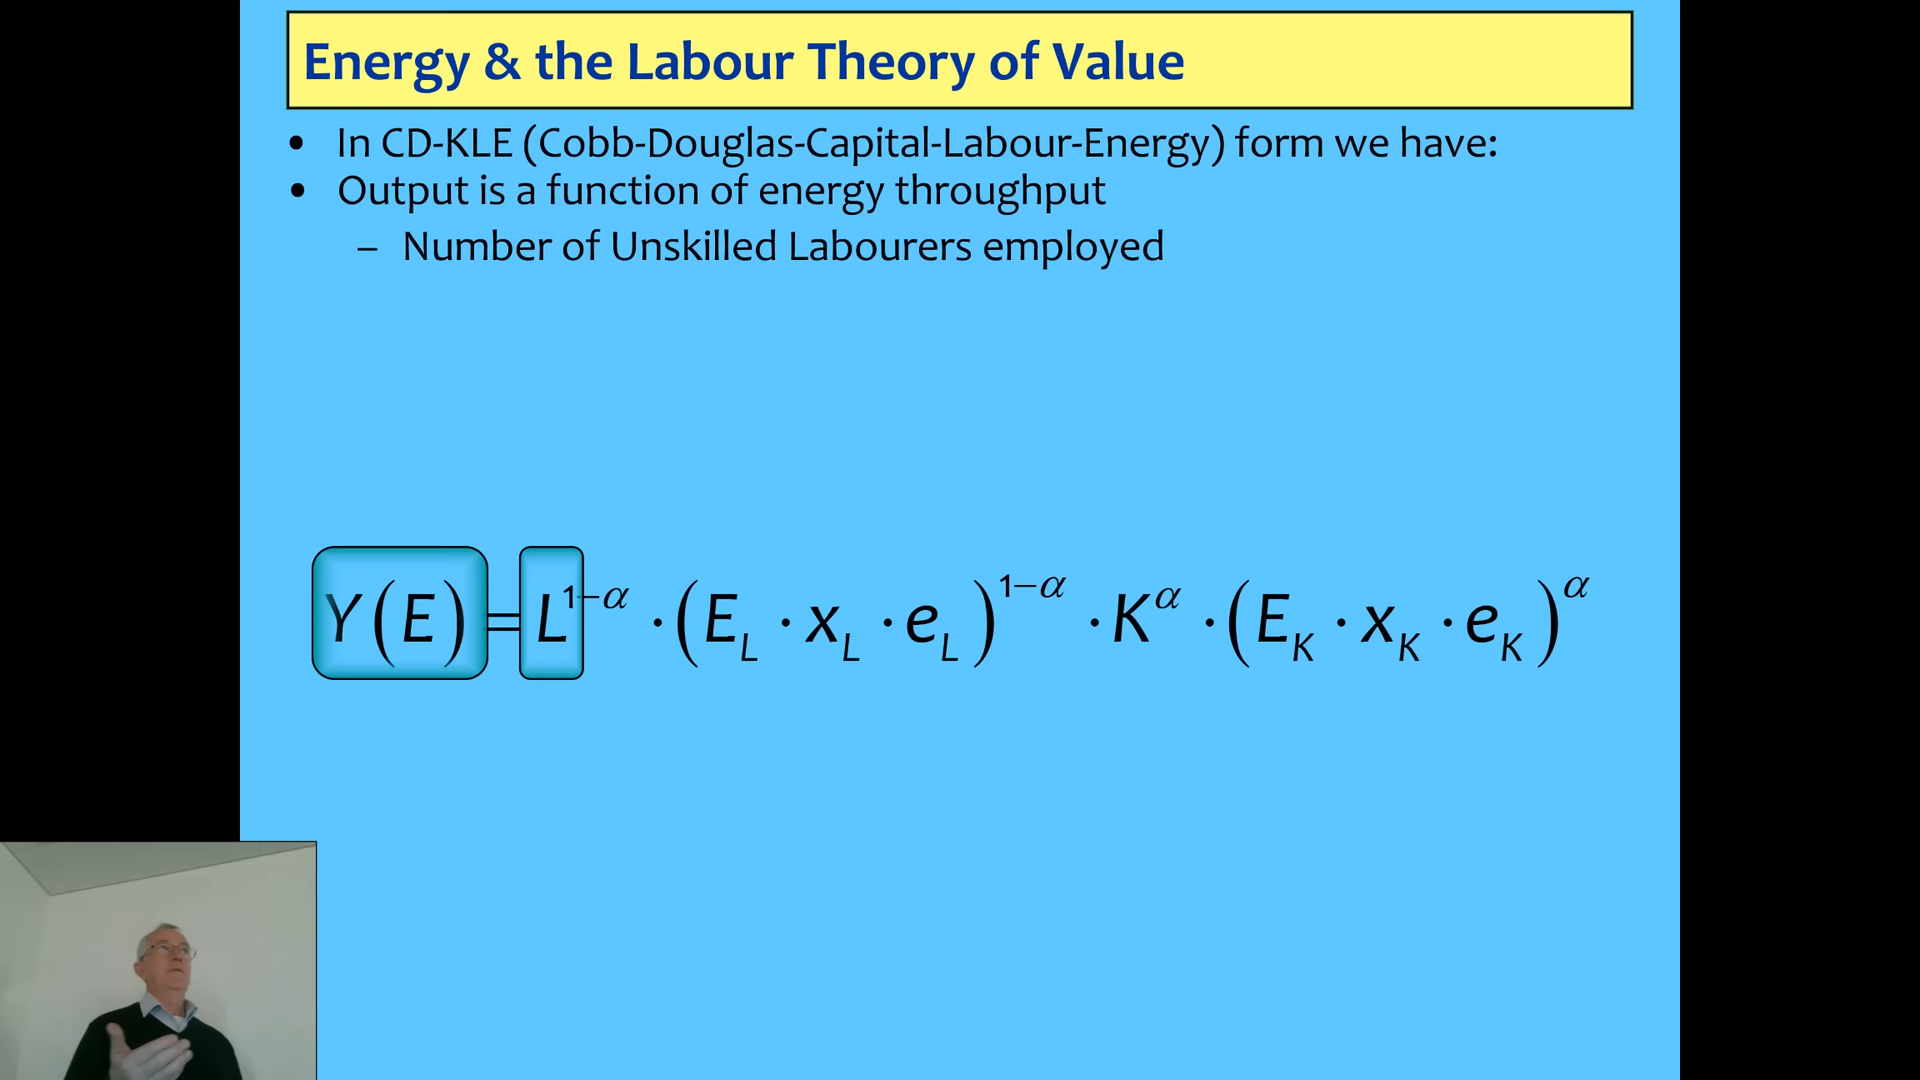 Energy & the Labour Theory of Value
• In CD-KLE (Cobb-Douglas-Capital-Labour-Energy) form we have:
• Output is a function of energy throughput
– Number of Unskilled Labourers employed
Y(E) = L^{1−α} · (E_L · x_L · e_L)^{1−α} · K^α · (E_K · x_K · e_K)^α